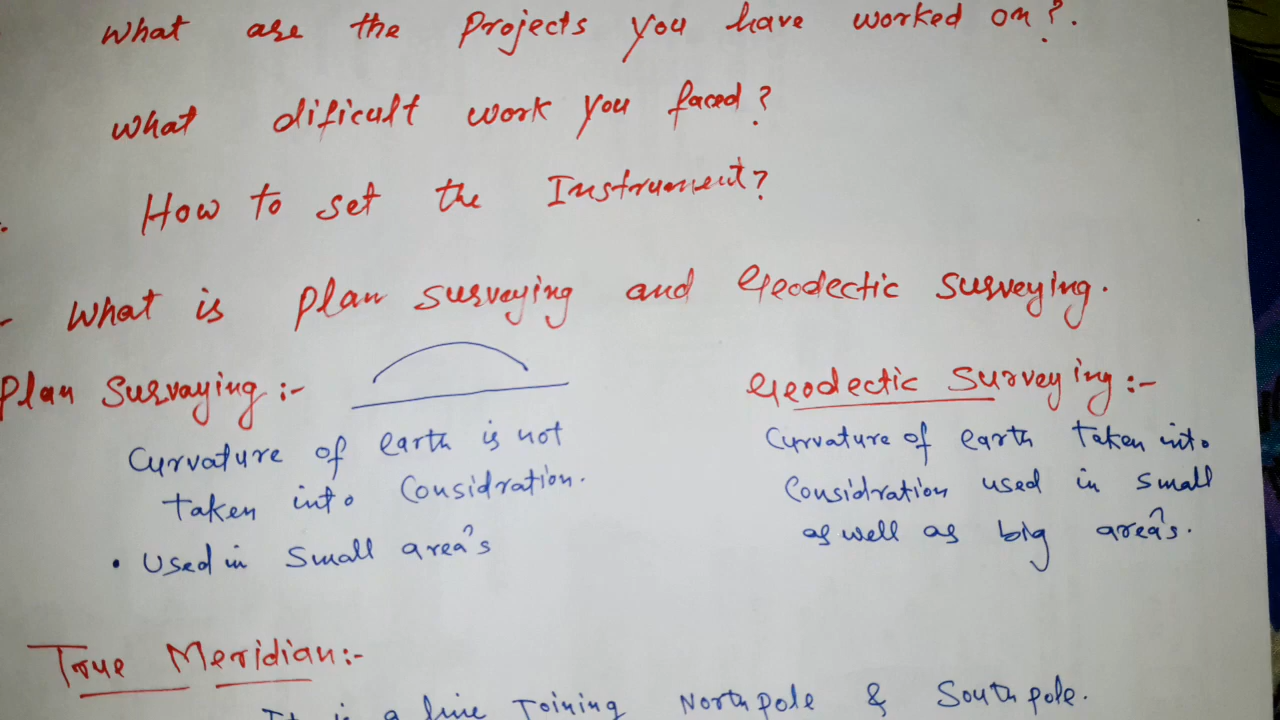 What are the Projects you have worked on?.
What dificult work you faced?
How to set the Instrument?
- What is plan surveying and Geodectic surveying.
Plan Survaying :-
Curvature of earth is not
taken into Considration.
• Used in small area's
Geodectic Surveying :-
Curvature of earth taken into
Considration used in small
as well as big area's.
True Meridian:-
It is a line Joining North pole & South pole.